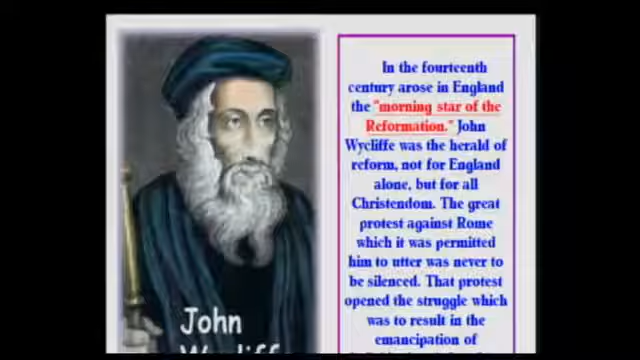 In the fourteenth
century arose in England
the "morning star of the
Reformation." John
Wycliffe was the herald of
reform, not for England
alone, but for all
Christendom. The great
protest against Rome
which it was permitted
him to utter was never to
be silenced. That protest
opened the struggle which
was to result in the
emancipation of
John